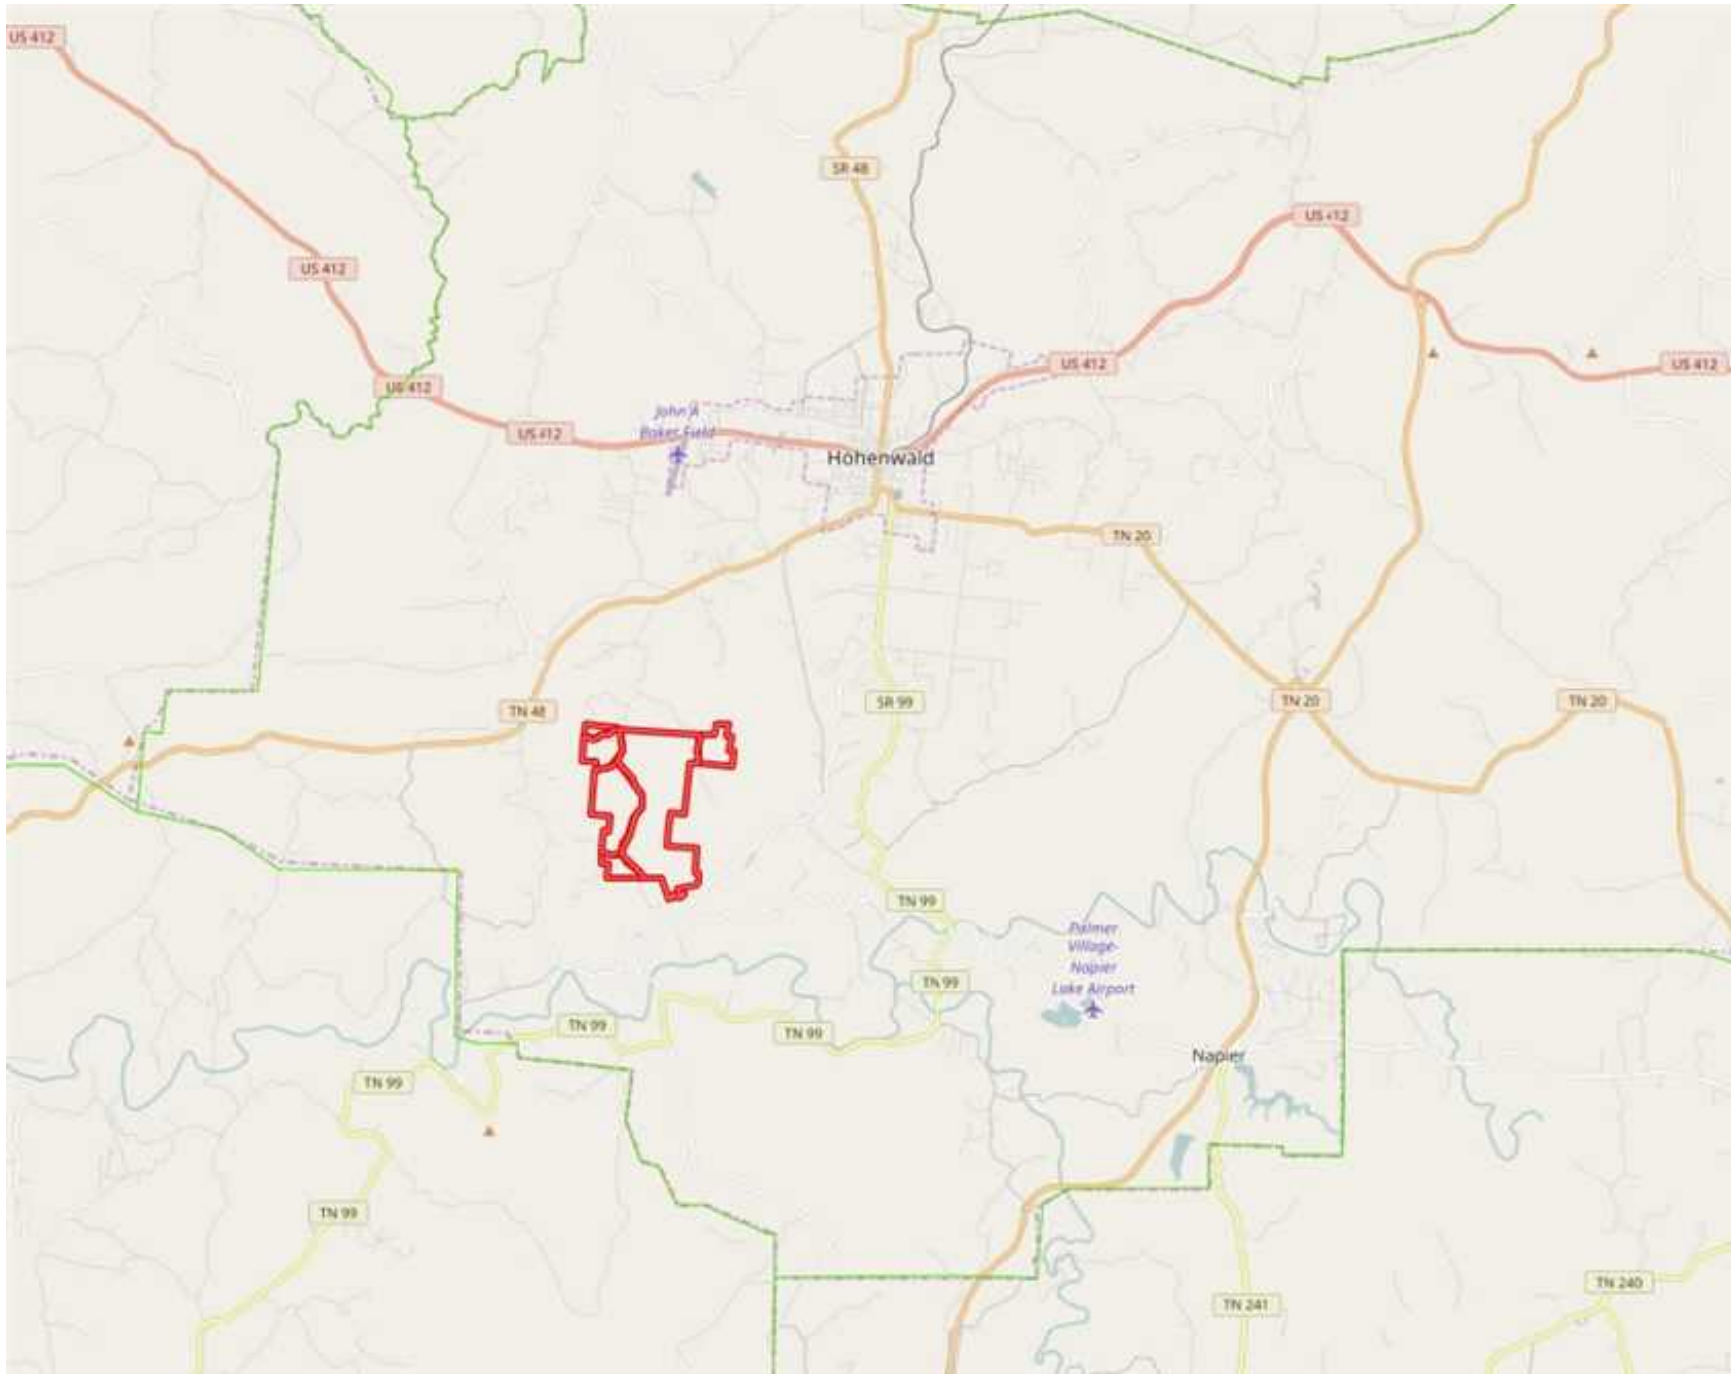 US 412
SR 48
US 412
US 412
US 412
US 412
US 412
John A
Baker Field
US 412
Hohenwald
TN 20
TN 48
SR 99
TN 20
TN 20
TN 99
Palmer
Village-
Napier
Lake Airport
TN 99
TN 99
TN 99
Napier
TN 99
TN 99
TN 240
TN 241